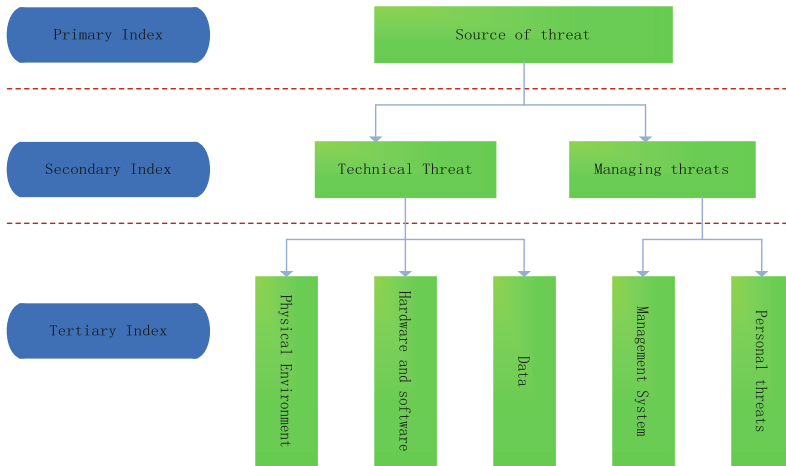 Primary Index
Source of threat
Secondary Index
Technical Threat
Managing threats
Tertiary Index
Physical Environment
Hardware and software
Data
Management System
Personal threats